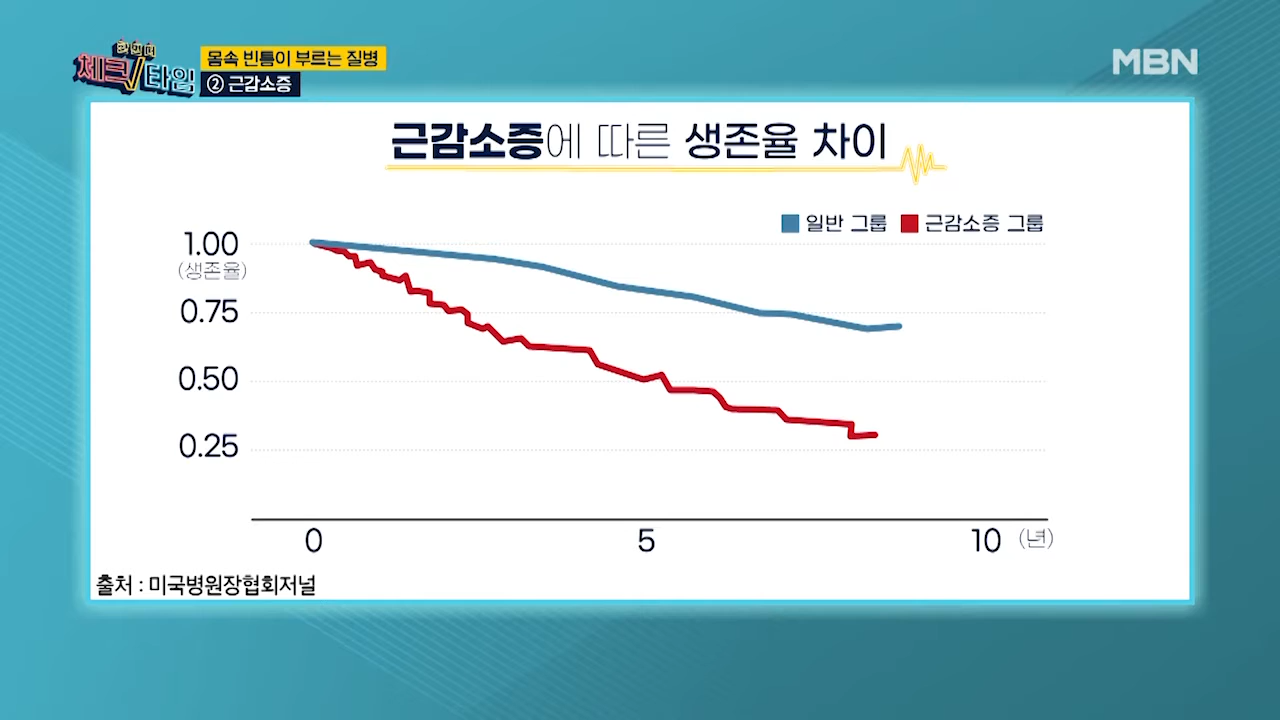 체크타임
몸속 빈틈이 부르는 질병
② 근감소증
MBN
근감소증에 따른 생존율 차이
일반 그룹 근감소증 그룹
1.00
(생존율)
0.75
0.50
0.25
0 5 10 (년)
출처 : 미국병원장협회저널